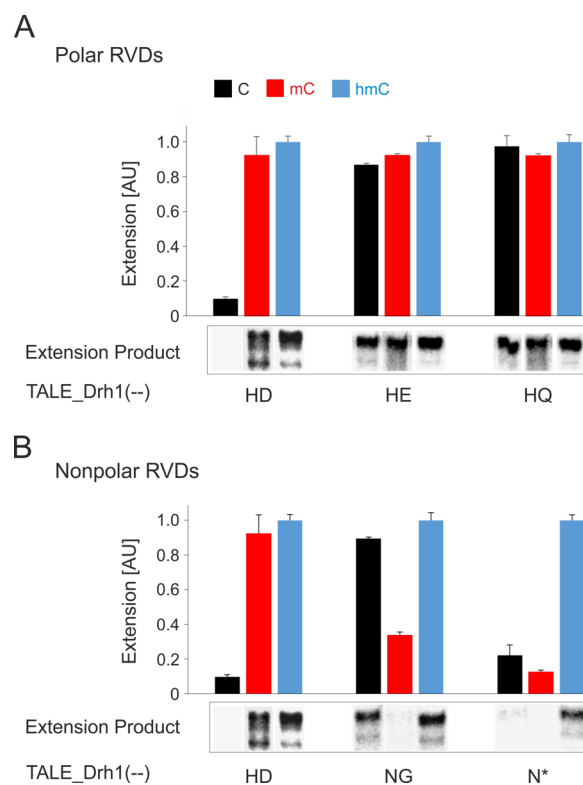 A
Polar RVDs
C mC hmC
Extension [AU]
1.0
0.8
0.6
0.4
0.2
0
Extension Product
TALE_Drh1(--) HD HE HQ
B
Nonpolar RVDs
Extension [AU]
1.0
0.8
0.6
0.4
0.2
0
Extension Product
TALE_Drh1(--) HD NG N*